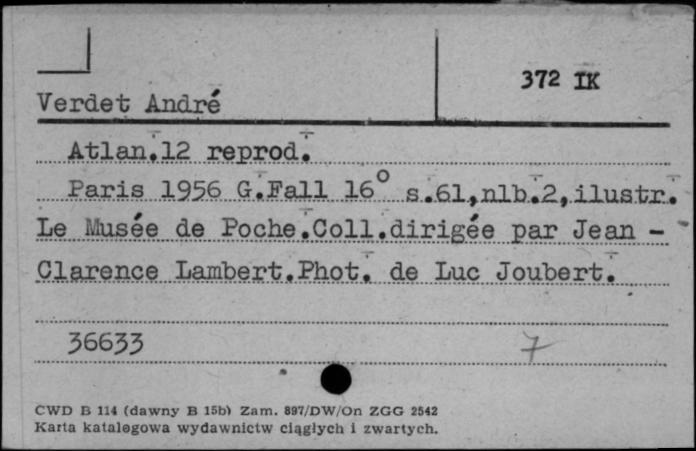 372 IK
Verdet André
Atlan.12 reprod.
Paris 1956 G.Fall 16° s.61,nlb.2,ilustr.
Le Musée de Poche.Coll.dirigée par Jean -
Clarence Lambert.Phot. de Luc Joubert.
36633 7
CWD B 114 (dawny B 15b) Zam. 897/DW/On ZGG 2542
Karta katalogowa wydawnictw ciągłych i zwartych.